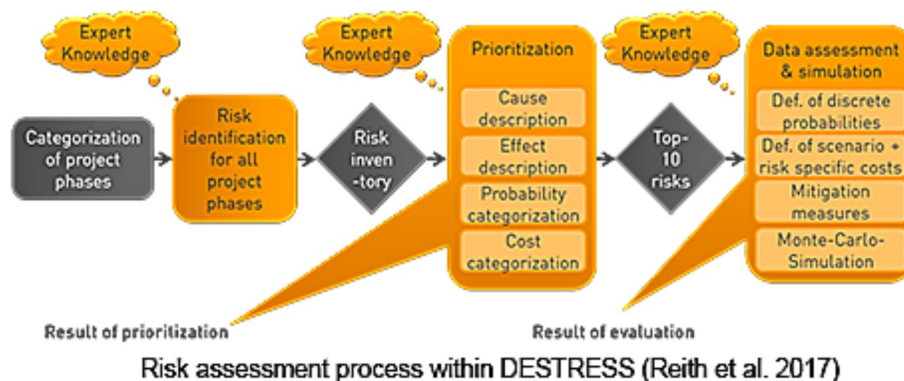 Expert
Knowledge
Categorization
of project
phases
Risk
identification
for all
project
phases
Expert
Knowledge
Risk
inven
-tory
Prioritization
Cause
description
Effect
description
Probability
categorization
Cost
categorization
Expert
Knowledge
Top-
10
risks
Data assessment
& simulation
Def. of discrete
probabilities
Def. of scenario +
risk specific costs
Mitigation
measures
Monte-Carlo-
Simulation
Result of prioritization
Result of evaluation
Risk assessment process within DESTRESS (Reith et al. 2017)